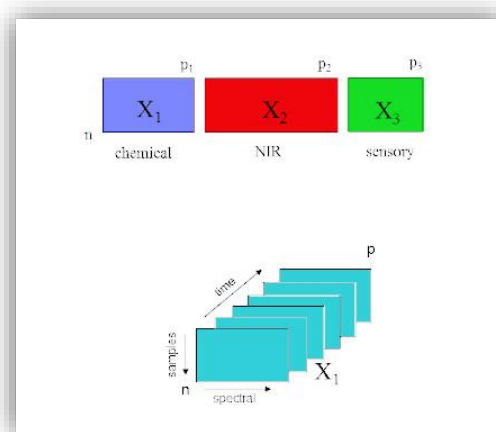 p₁ p₂ p₃
X₁ X₂ X₃
n
chemical NIR sensory
p
time
samples
X₁
n
spectral